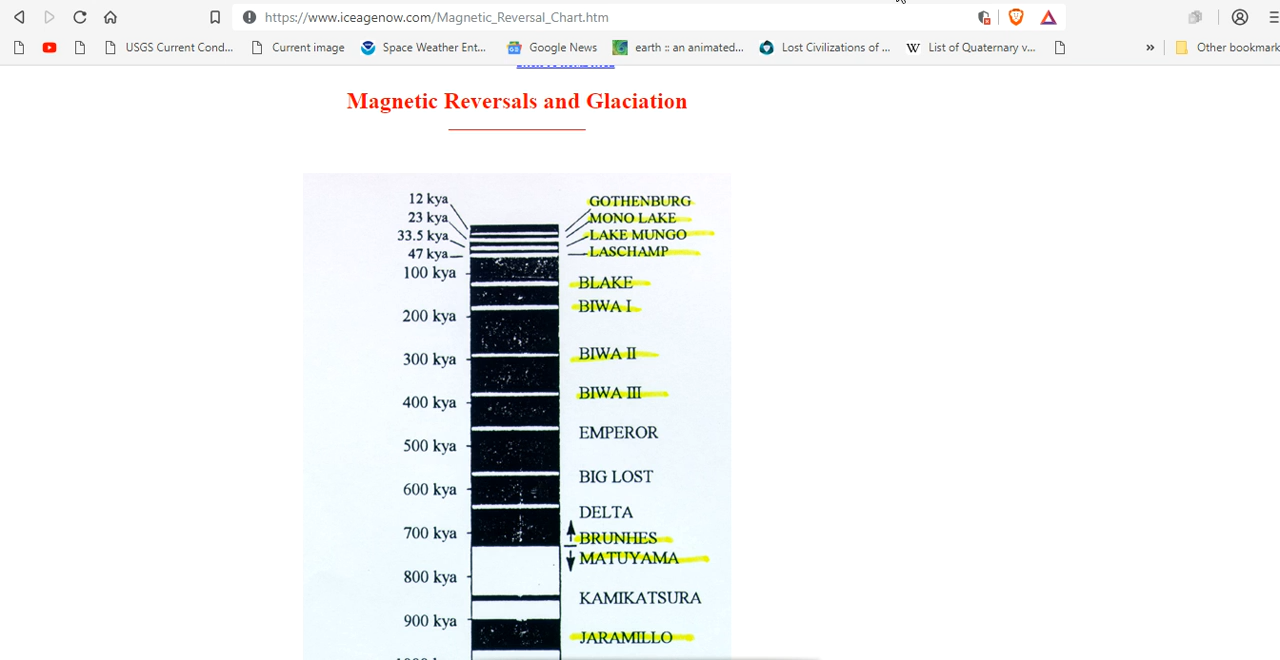 https://www.iceagenow.com/Magnetic_Reversal_Chart.htm
USGS Current Cond...
Current image
Space Weather Ent...
Google News
earth :: an animated...
Lost Civilizations of ...
W List of Quaternary v...
»
Other bookmark
Magnetic Reversals and Glaciation
12 kya GOTHENBURG
23 kya MONO LAKE
33.5 kya LAKE MUNGO
47 kya LASCHAMP
100 kya
BLAKE
BIWA I
200 kya
BIWA II
300 kya
BIWA III
400 kya
EMPEROR
500 kya
BIG LOST
600 kya
DELTA
700 kya
BRUNHES
MATUYAMA
800 kya
KAMIKATSURA
900 kya
JARAMILLO